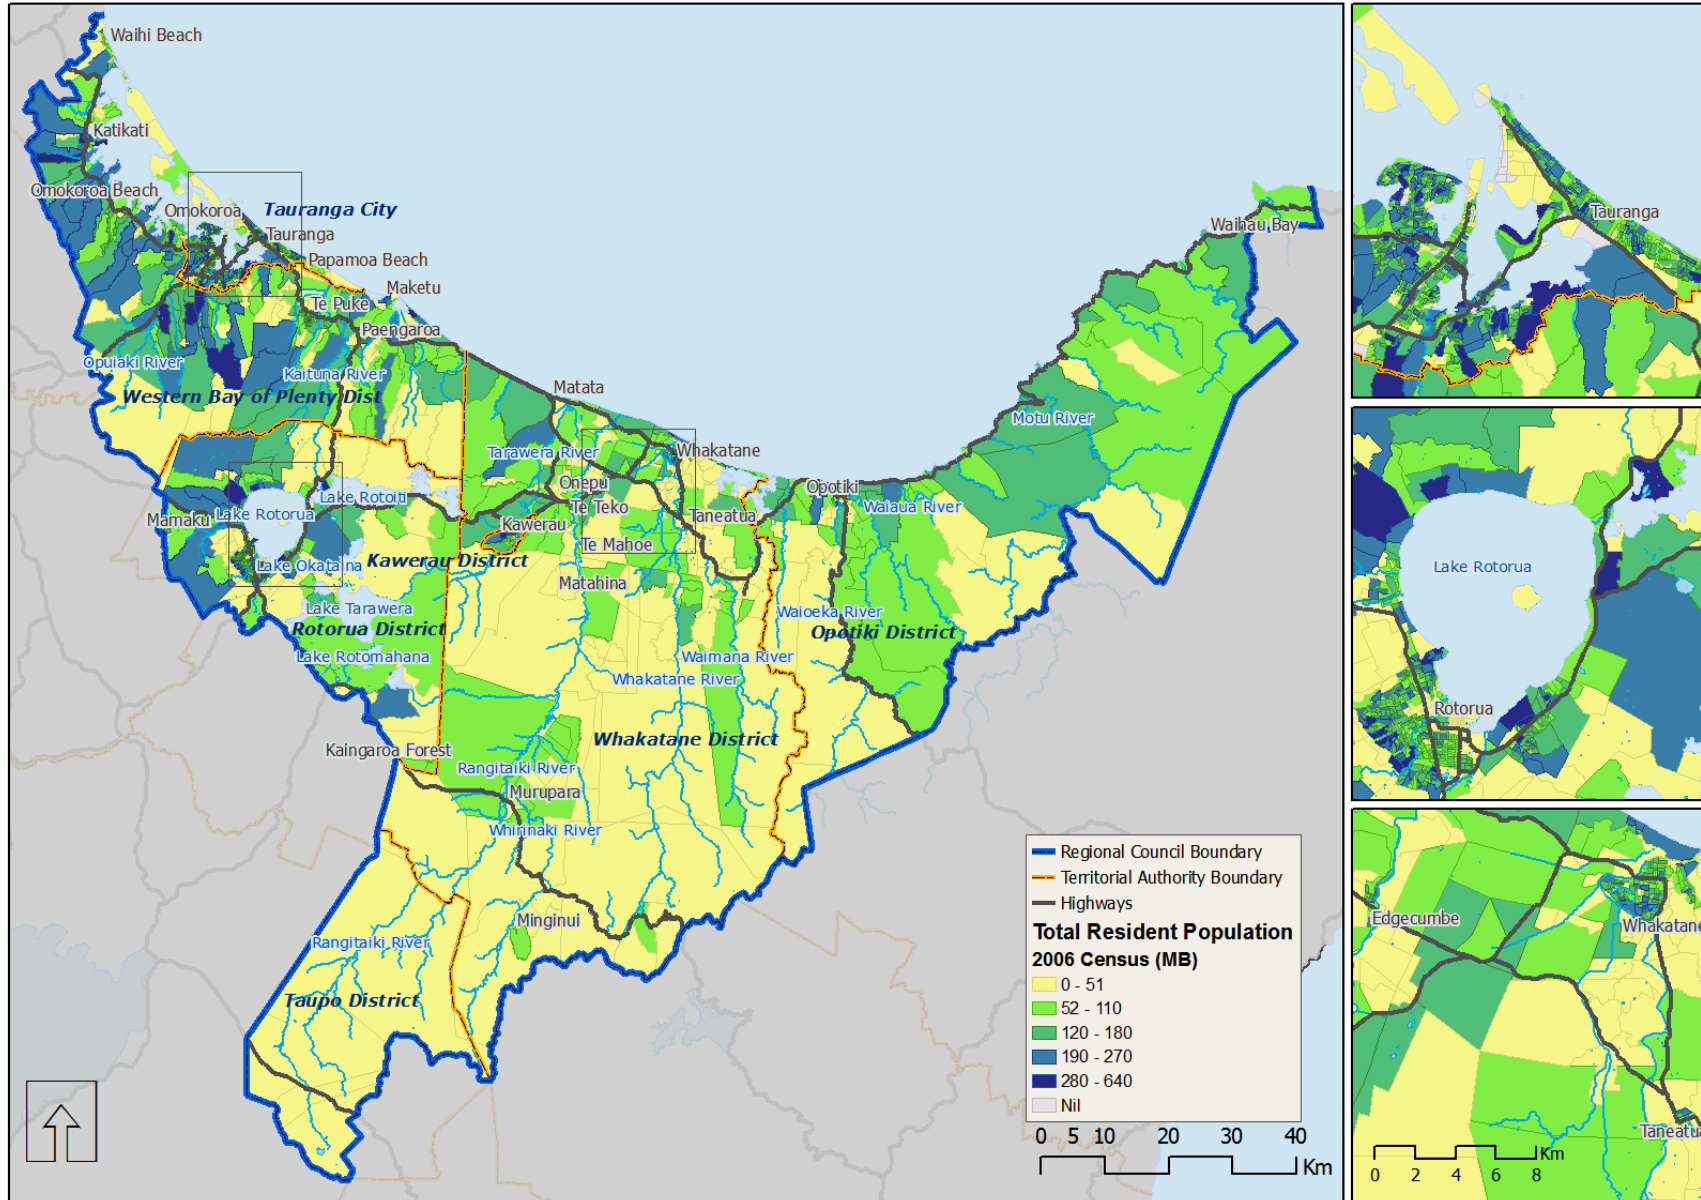 Waihi Beach
Katikati
Omokoroa Beach
Omokoroa
Tauranga City
Tauranga
Papamoa Beach
Maketu
Te Puke
Paengaroa
Opuiaki River
Kaituna River
Western Bay of Plenty Dist
Matata
Tarawera River
Whakatane
Onepu
Te Teko
Kawerau
Taneatua
Te Mahoe
Matahina
Opotiki
Waiaua River
Motu River
Waihau Bay
Mamaku
Lake Rotorua
Lake Rotoiti
Lake Okataina
Kawerau District
Lake Tarawera
Rotorua District
Lake Rotomahana
Waioeka River
Opotiki District
Waimana River
Whakatane River
Whakatane District
Kaingaroa Forest
Rangitaiki River
Murupara
Whirinaki River
Minginui
Rangitaiki River
Taupo District
Regional Council Boundary
Territorial Authority Boundary
Highways
Total Resident Population
2006 Census (MB)
0 - 51
52 - 110
120 - 180
190 - 270
280 - 640
Nil
0 5 10 20 30 40
Km
Tauranga
Lake Rotorua
Rotorua
Edgecumbe
Whakatane
Taneatua
Km
0 2 4 6 8